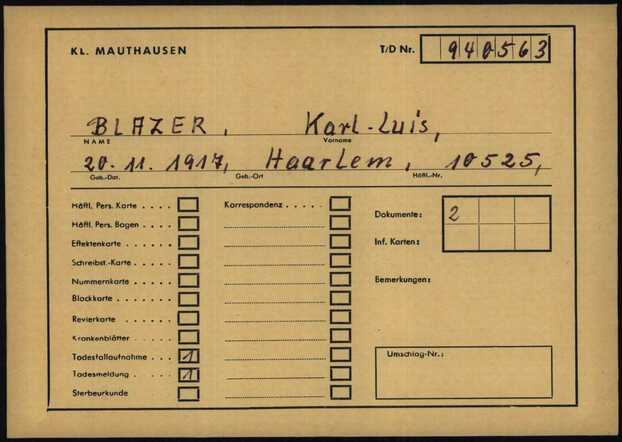 KL. MAUTHAUSEN T/D Nr. 940563
BLAZER, Karl-Luis,
NAME Vorname
20. 11. 1917, Haarlem, 10525,
Geb.-Dat. Geb.-Ort Häftl.-Nr.
Häftl. Pers. Karte . . . . Korrespondenz . . . .
Häftl. Pers. Bogen . . .
Effektenkarte . . . . .
Schreibst.-Karte . . . . .
Nummernkarte . . . . .
Blockkarte . . . . .
Revierkarte . . . . .
Krankenblätter . . . . .
Todesfallaufnahme . . . 1
Todesmeldung . . . . . 1
Sterbeurkunde
Dokumente: 2
Inf. Karten:
Bemerkungen:
Umschlag-Nr.: